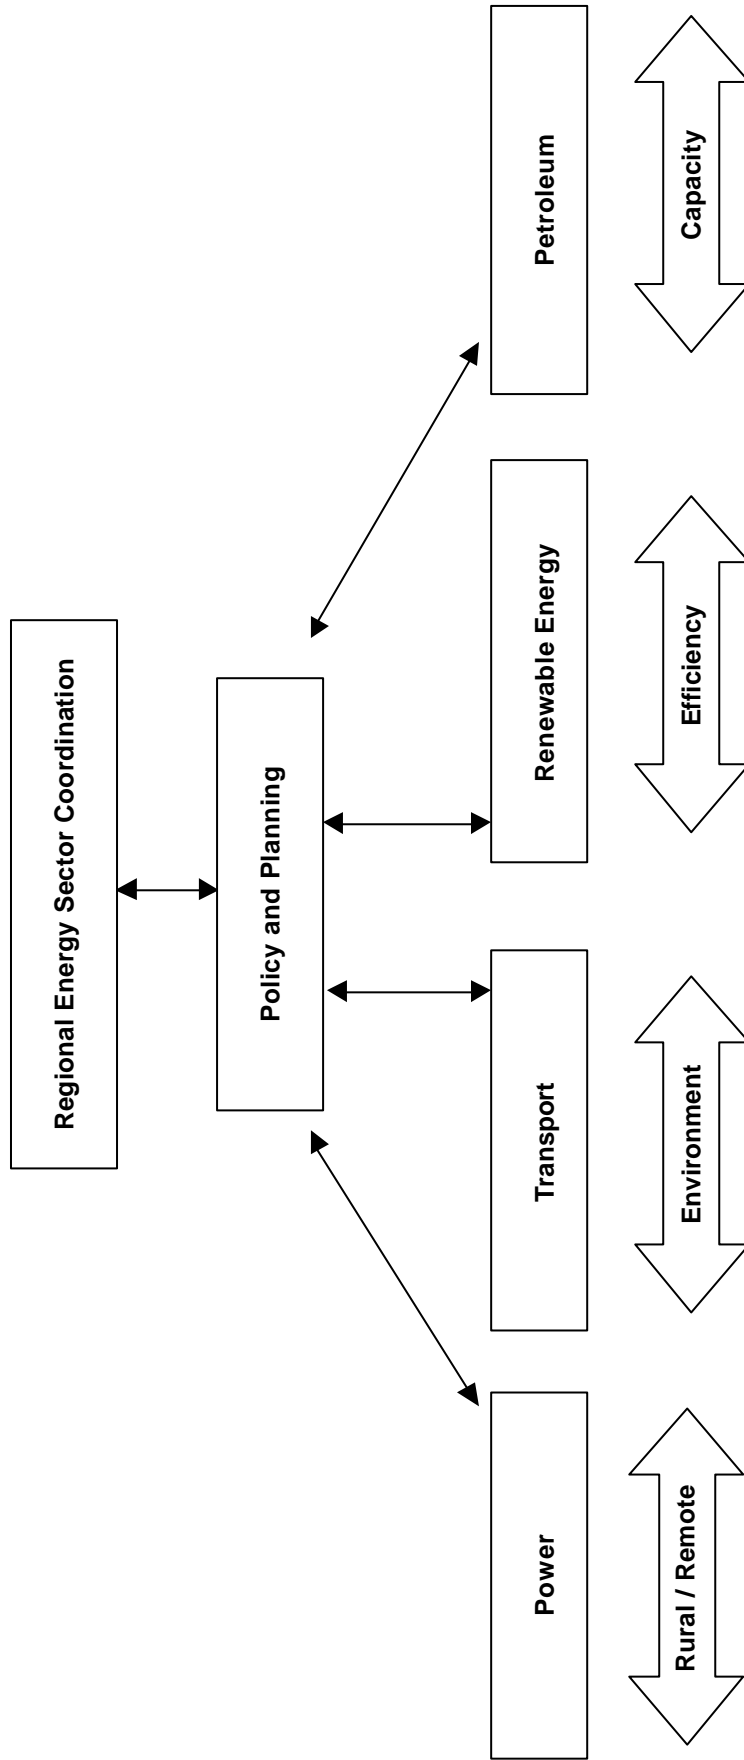 Regional Energy Sector Coordination
Policy and Planning
Power
Transport
Renewable Energy
Petroleum
Rural / Remote
Environment
Efficiency
Capacity